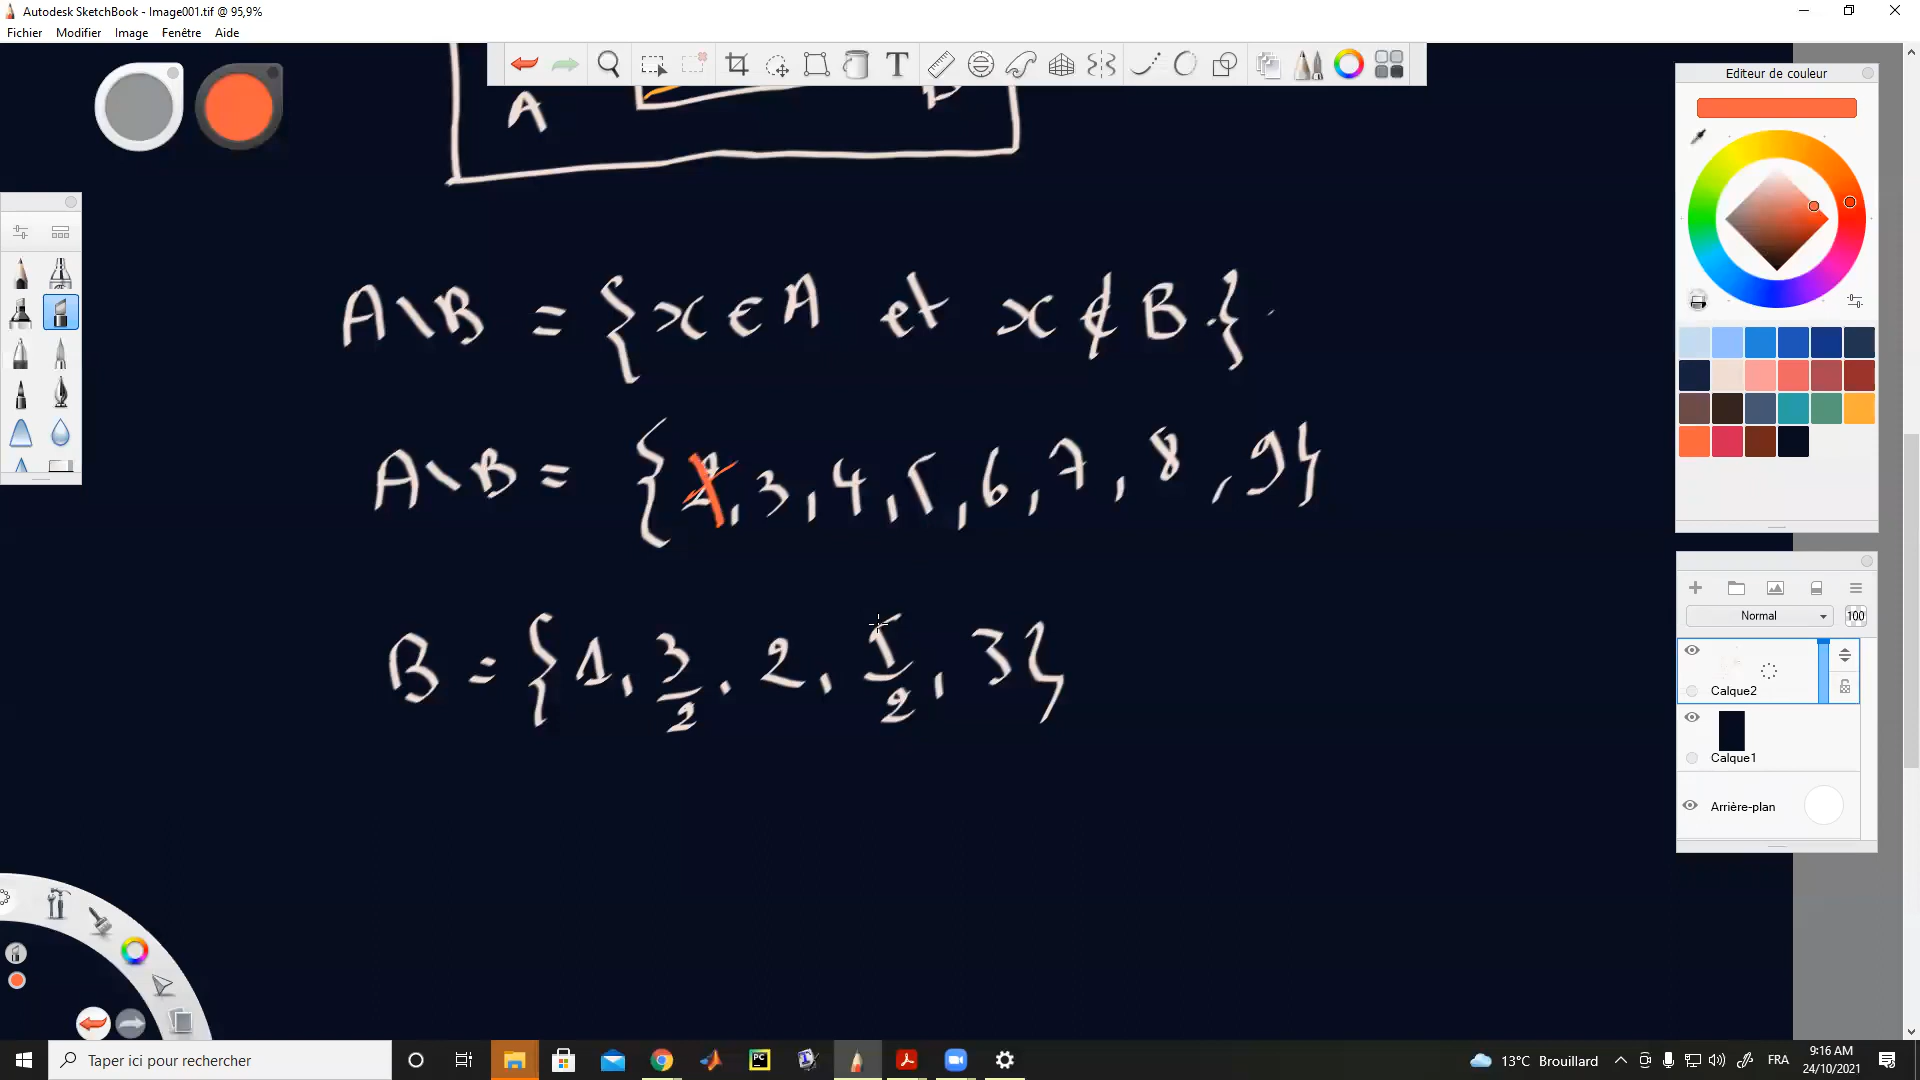 Autodesk SketchBook - Image001.tif @ 95,9%
Fichier Modifier Image Fenêtre Aide
T
Editeur de couleur
A B
A\B = {x ∈ A et x ∉ B.}
A\B = {2, 3, 4, 5, 6, 7, 8, 9}
B = {1, 3/2, 2, 5/2, 3}
Normal 100
Calque2
Calque1
Arrière-plan
Taper ici pour rechercher
PC
13°C Brouillard
FRA
9:16 AM
24/10/2021